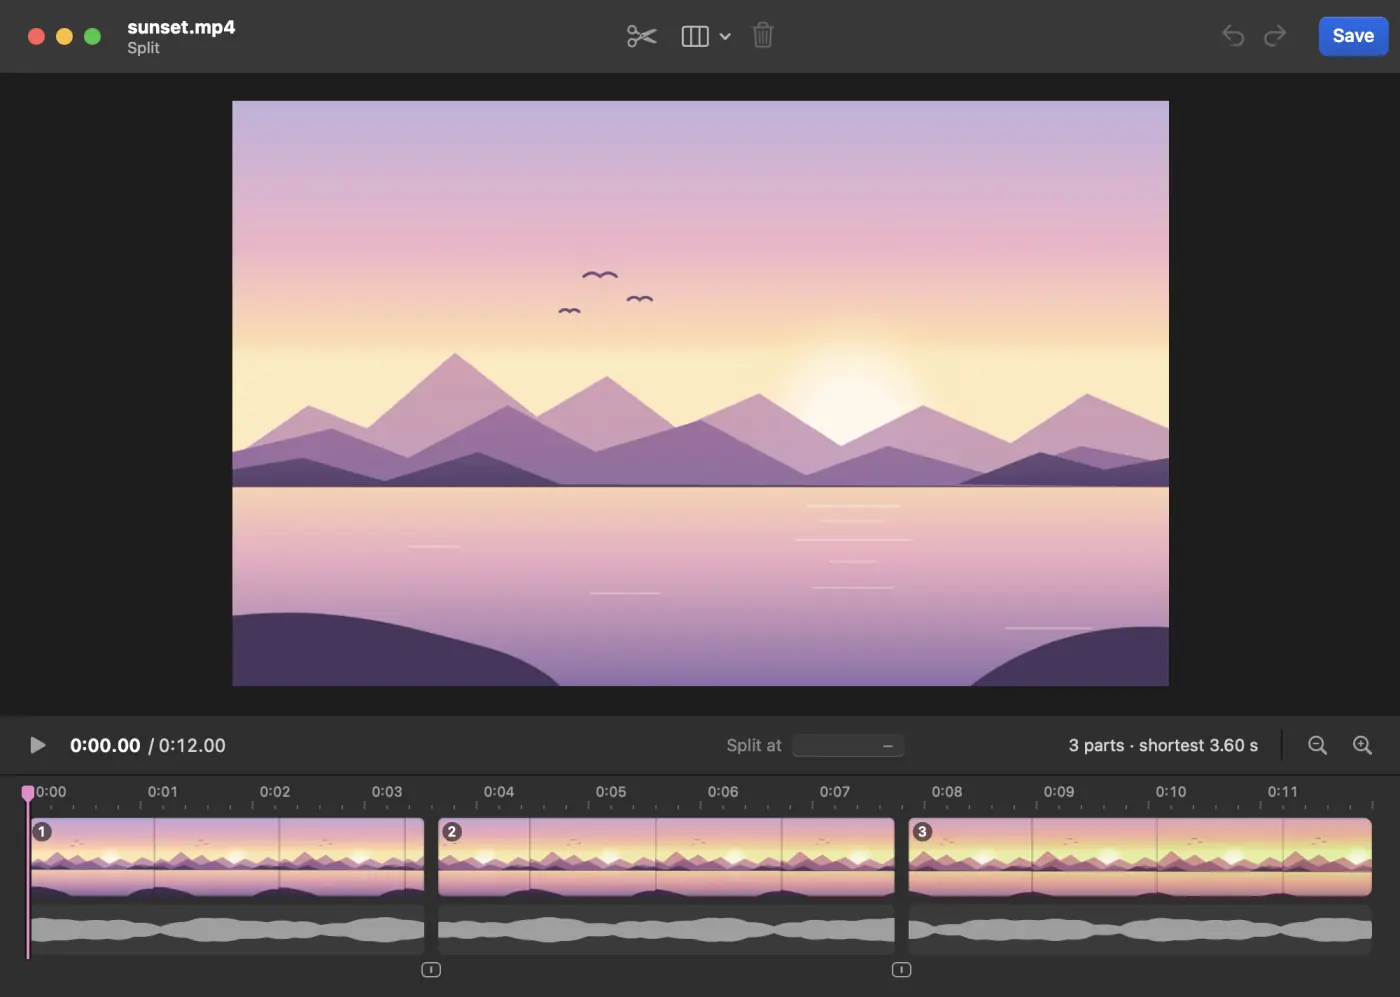 sunset.mp4
Split
Save
0:00.00 / 0:12.00
Split at –
3 parts · shortest 3.60 s
0:00 0:01 0:02 0:03 0:04 0:05 0:06 0:07 0:08 0:09 0:10 0:11
1 2 3